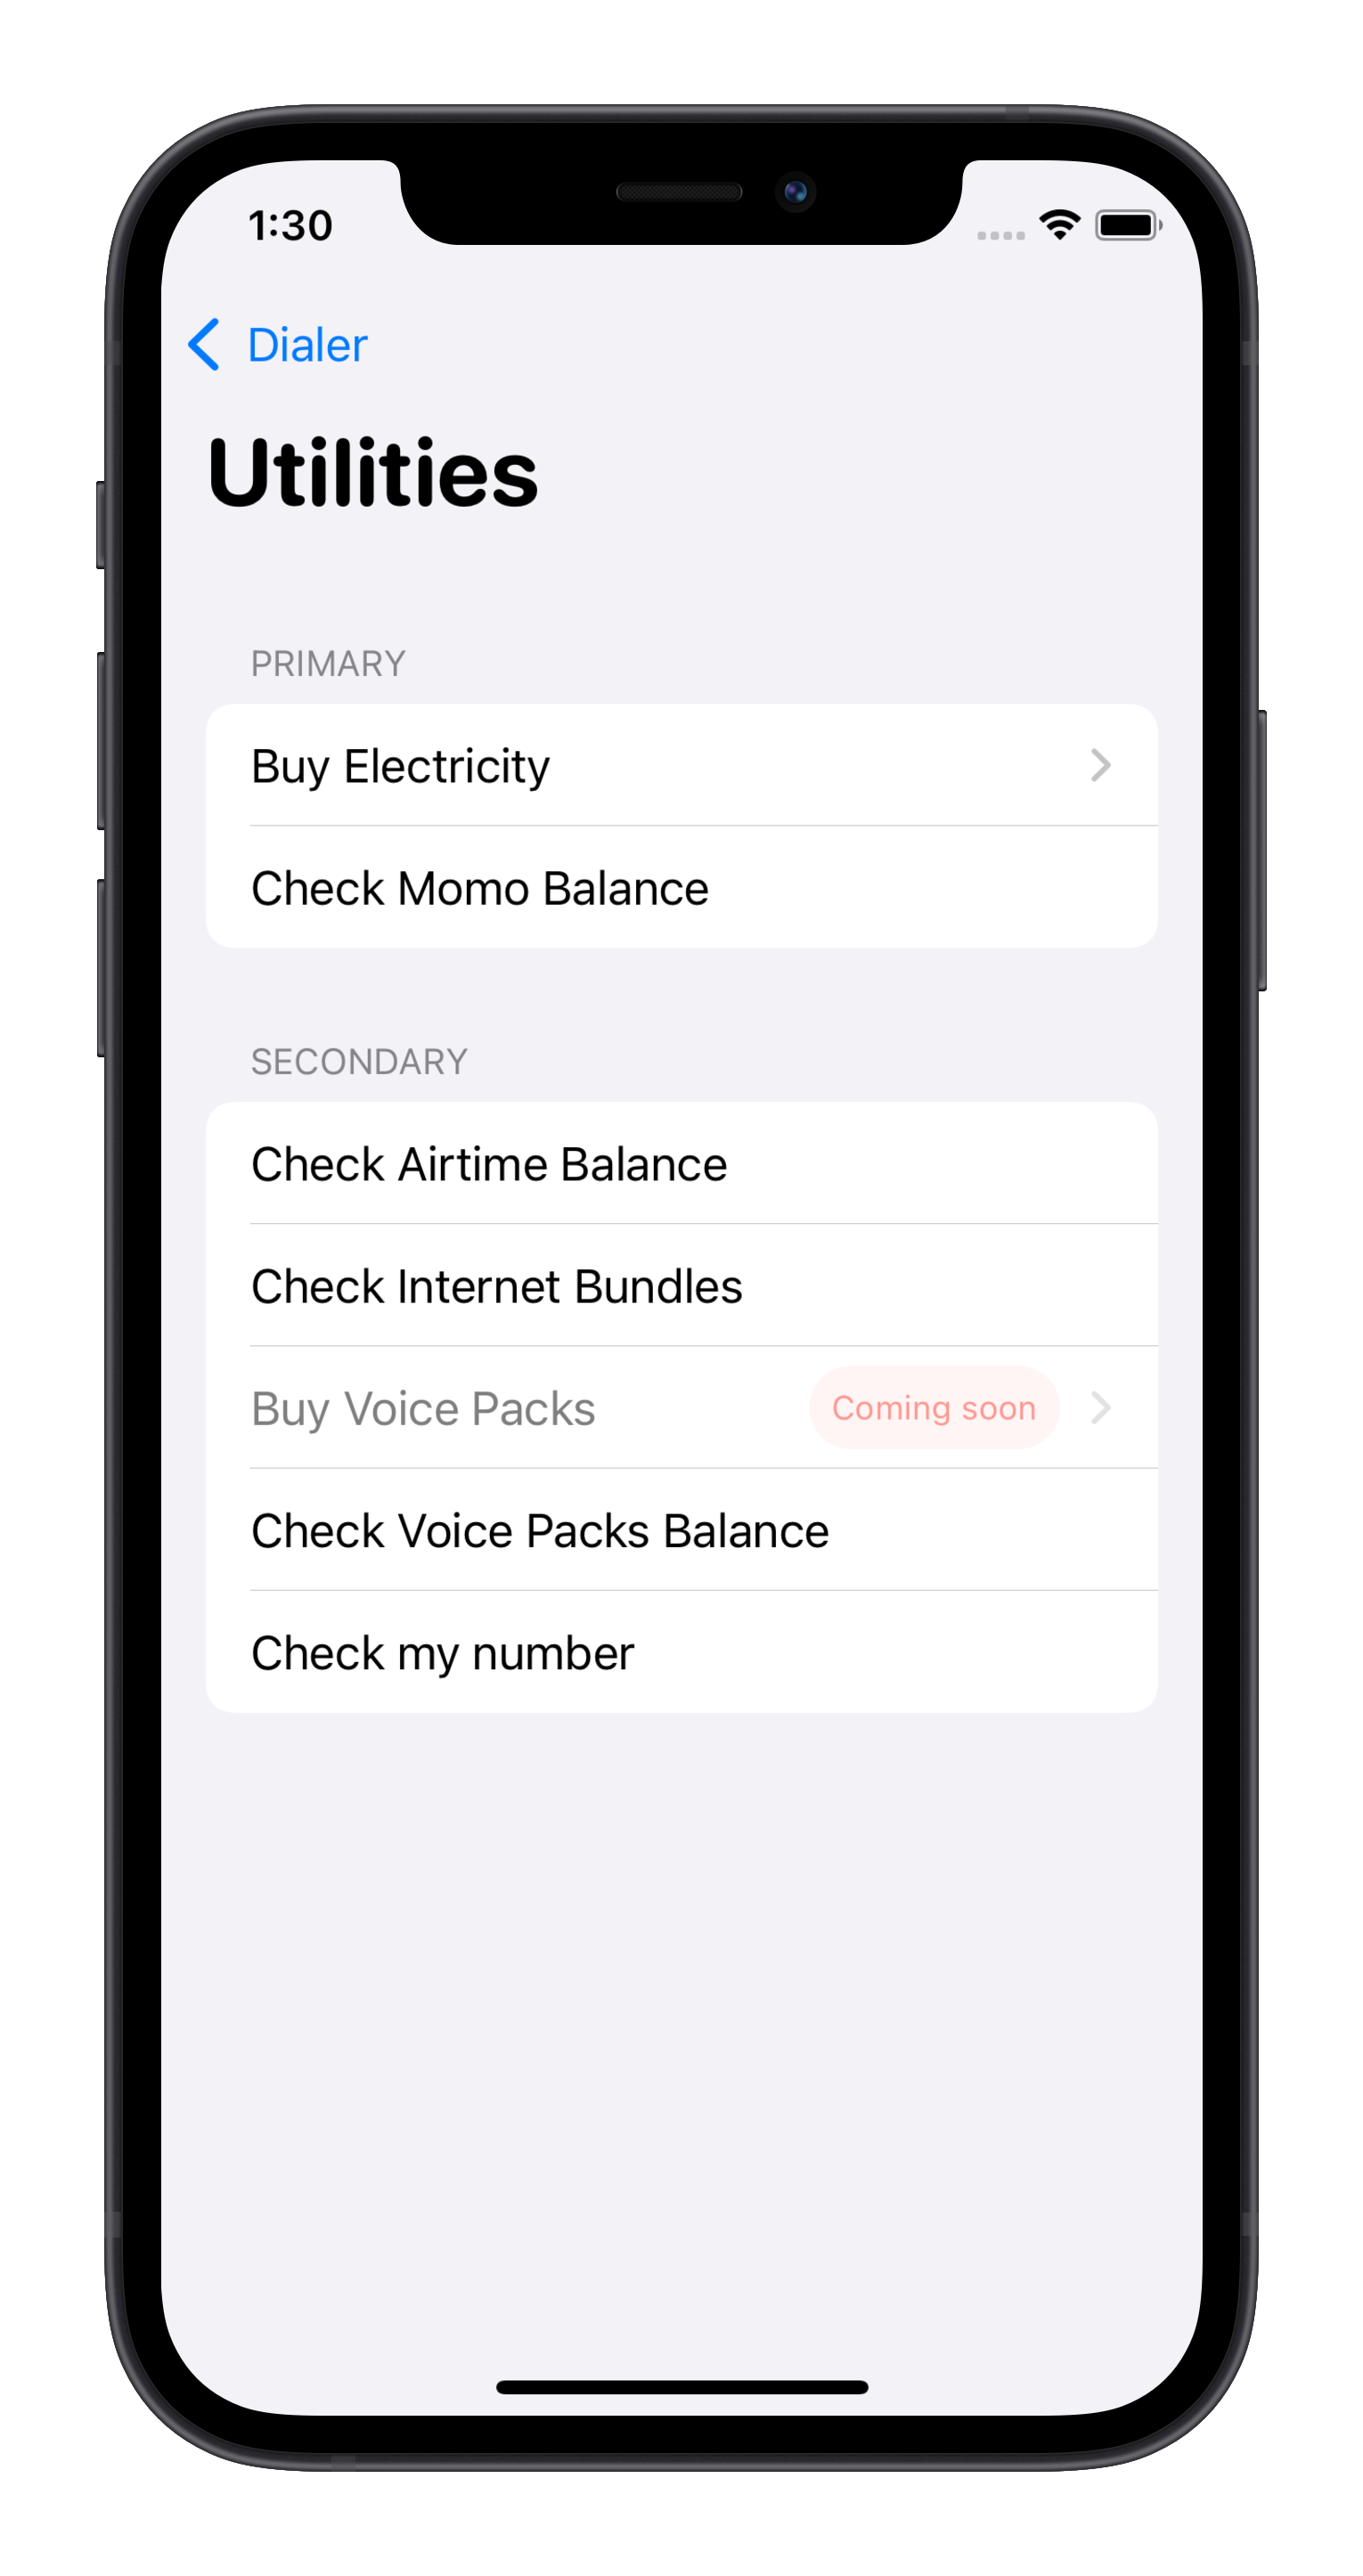 1:30
Dialer
Utilities
PRIMARY
Buy Electricity
Check Momo Balance
SECONDARY
Check Airtime Balance
Check Internet Bundles
Buy Voice Packs Coming soon
Check Voice Packs Balance
Check my number